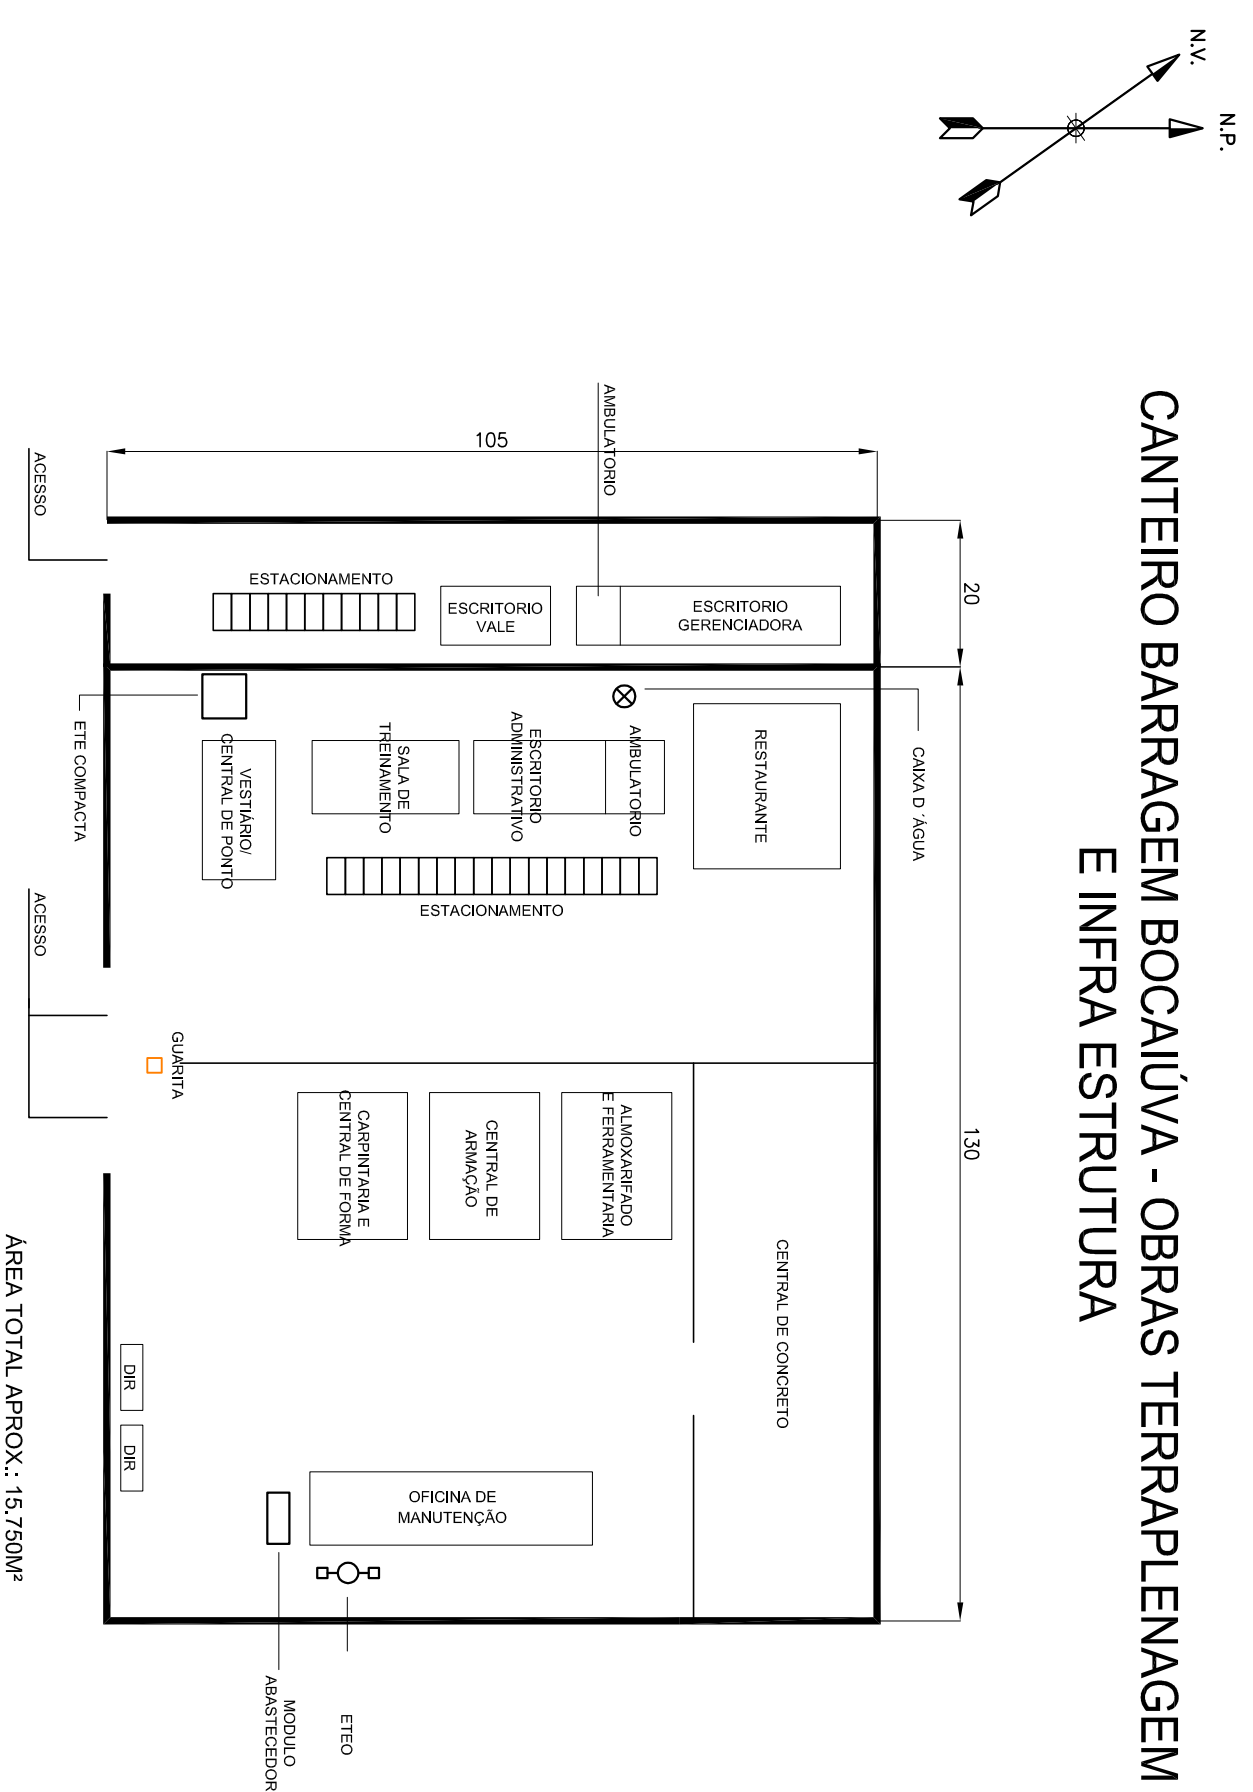 CANTEIRO BARRAGEM BOCAIÚVA - OBRAS TERRAPLENAGEM
E INFRA ESTRUTURA
N.V.
N.P.
105
20
130
AMBULATORIO
ACESSO
ESTACIONAMENTO
ESCRITORIO
VALE
ESCRITORIO
GERENCIADORA
ETE COMPACTA
VESTIÁRIO/
CENTRAL DE PONTO
SALA DE
TREINAMENTO
ESCRITORIO
ADMINISTRATIVO
AMBULATORIO
RESTAURANTE
CAIXA D ´ÁGUA
ESTACIONAMENTO
ACESSO
GUARITA
CARPINTARIA E
CENTRAL DE FORMA
CENTRAL DE
ARMAÇÃO
ALMOXARIFADO
E FERRAMENTARIA
CENTRAL DE CONCRETO
DIR
DIR
OFICINA DE
MANUTENÇÃO
MODULO
ABASTECEDOR
ETEO
ÁREA TOTAL APROX.: 15.750M²